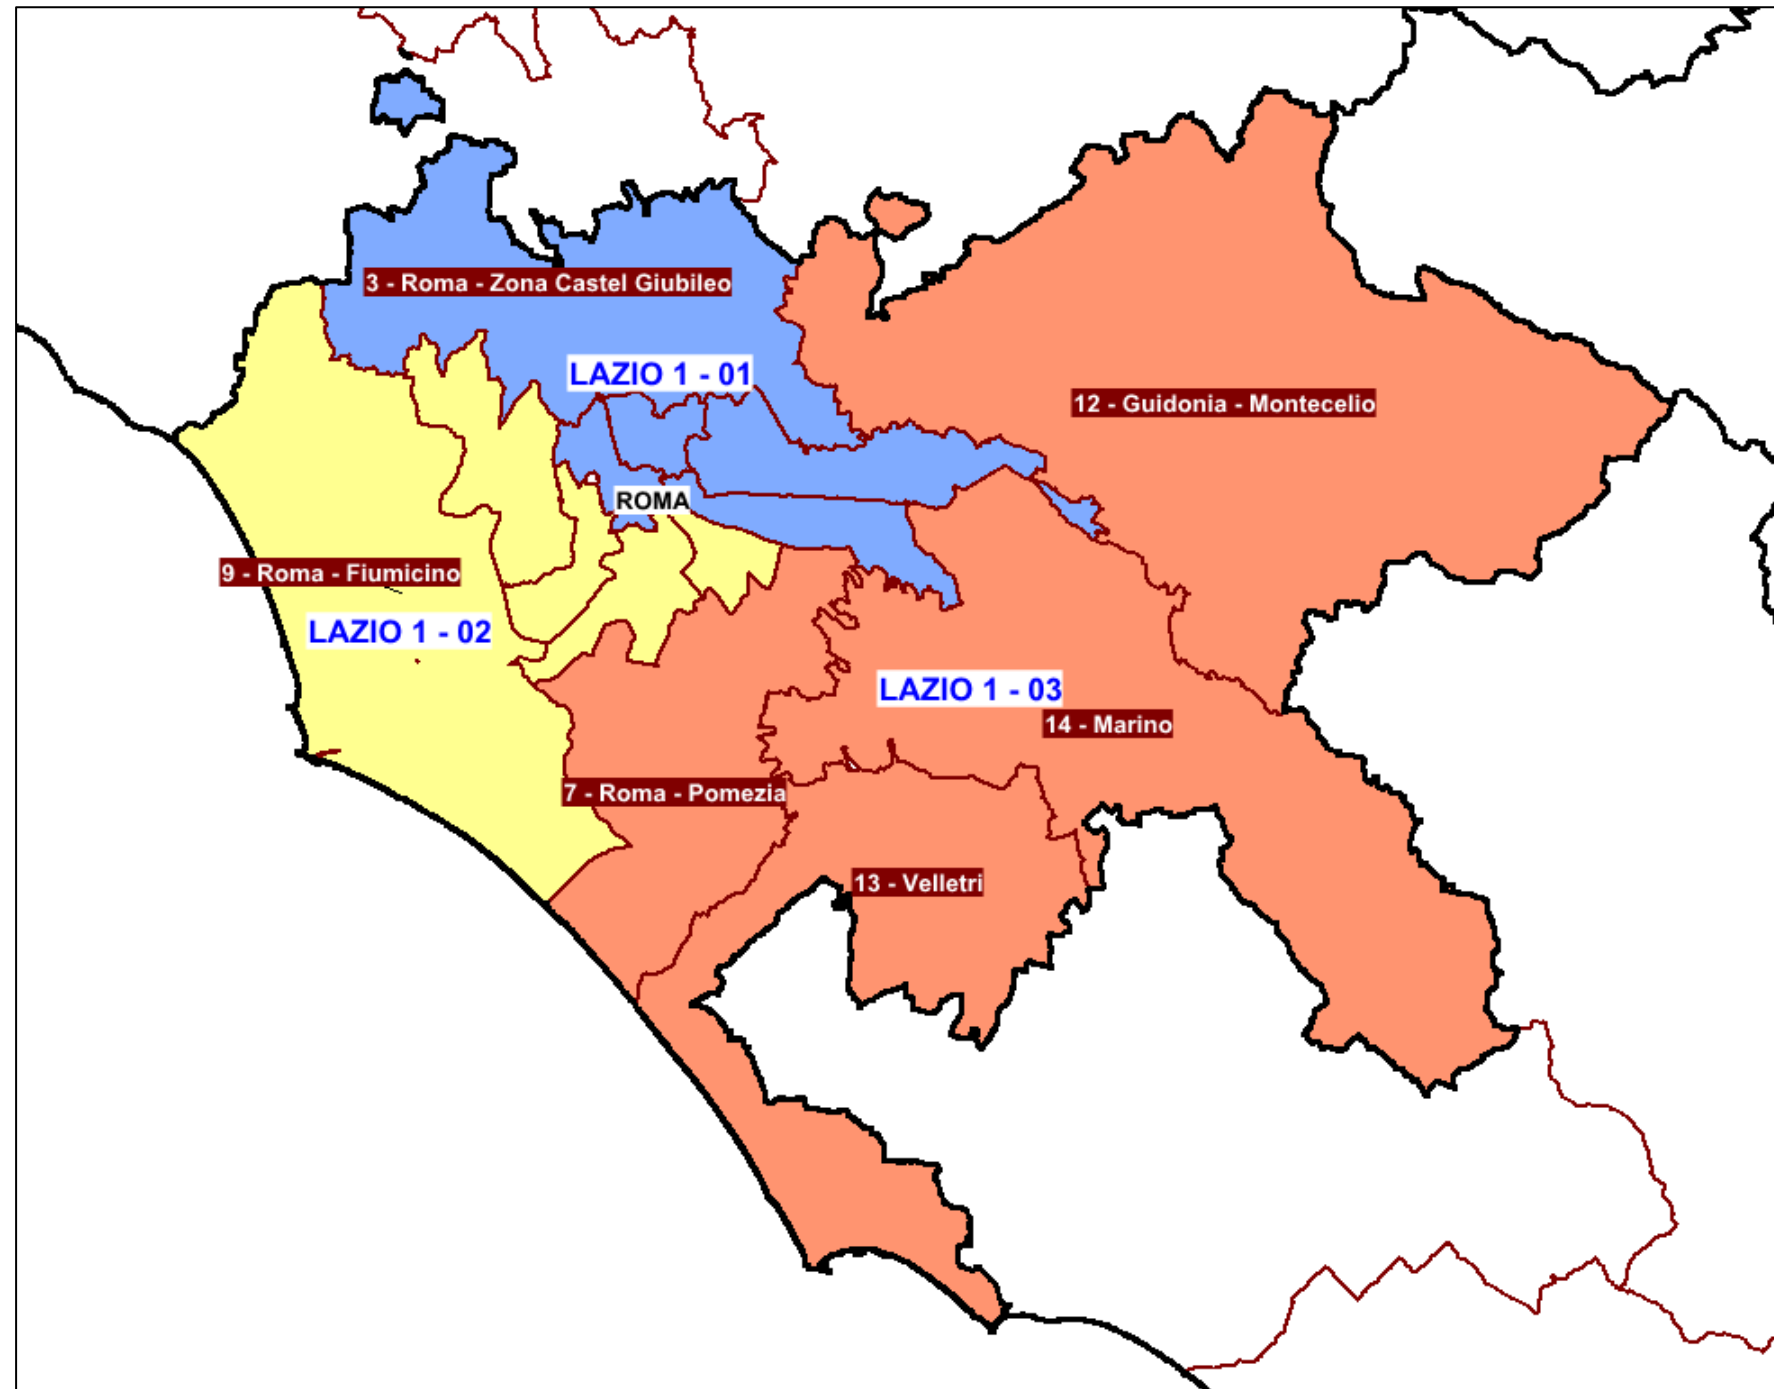 3 - Roma - Zona Castel Giubileo
LAZIO 1 - 01
12 - Guidonia - Montecelio
ROMA
9 - Roma - Fiumicino
LAZIO 1 - 02
LAZIO 1 - 03
14 - Marino
7 - Roma - Pomezia
13 - Velletri